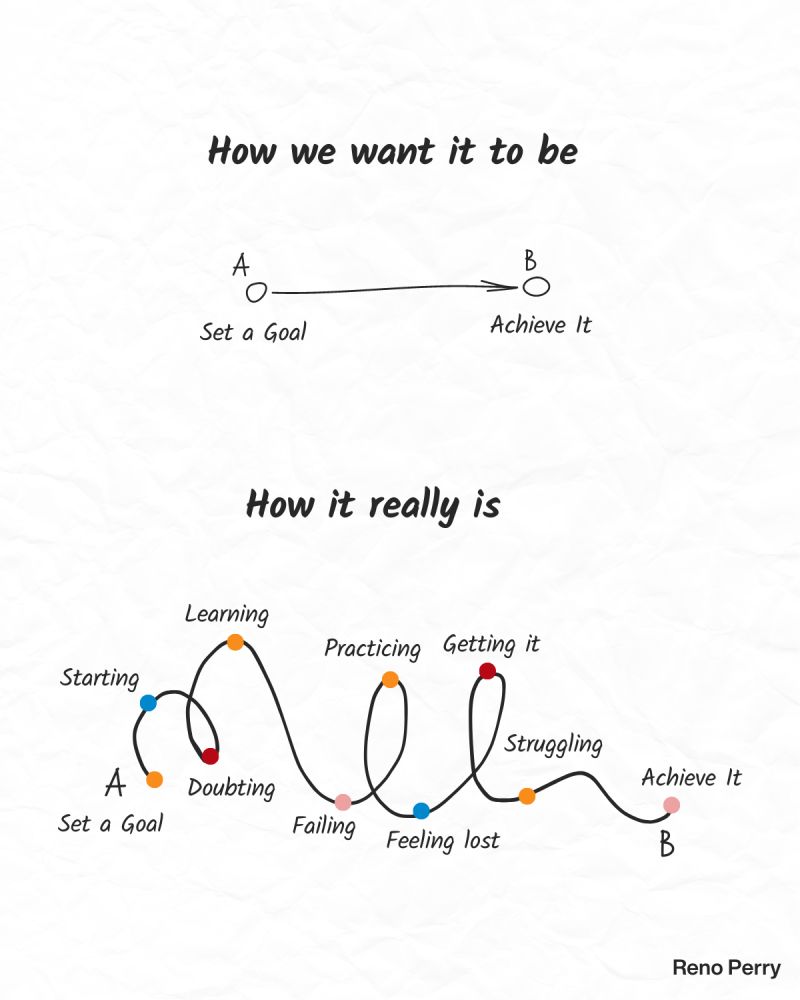 How we want it to be
A
B
Set a Goal
Achieve It
How it really is
Learning
Practicing
Getting it
Starting
Struggling
A
Doubting
Achieve It
Set a Goal
Failing
Feeling lost
B
Reno Perry